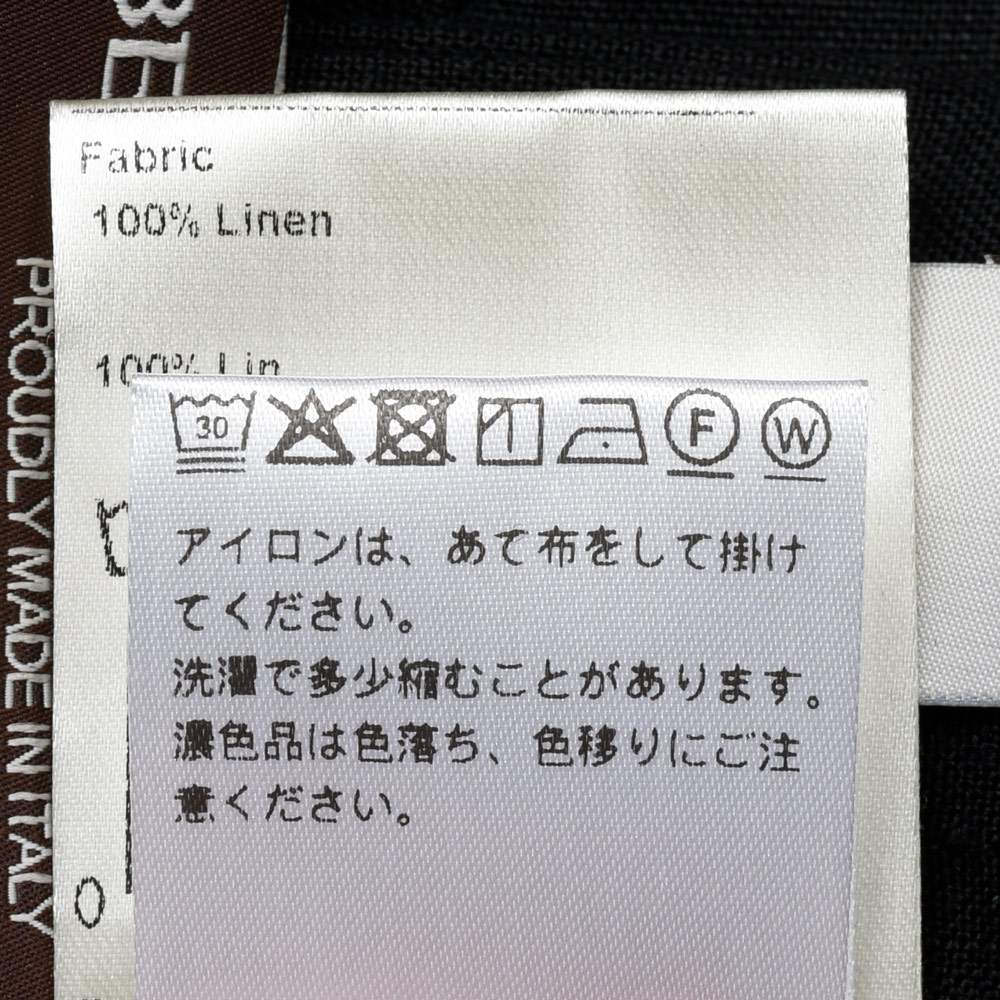 Fabric
100% Linen
100% Lin
30
F
W
アイロンは、あて布をして掛け
てください。
洗濯で多少縮むことがあります。
濃色品は色落ち、色移りにご注
意ください。
PROUDLY MADE IN ITALY